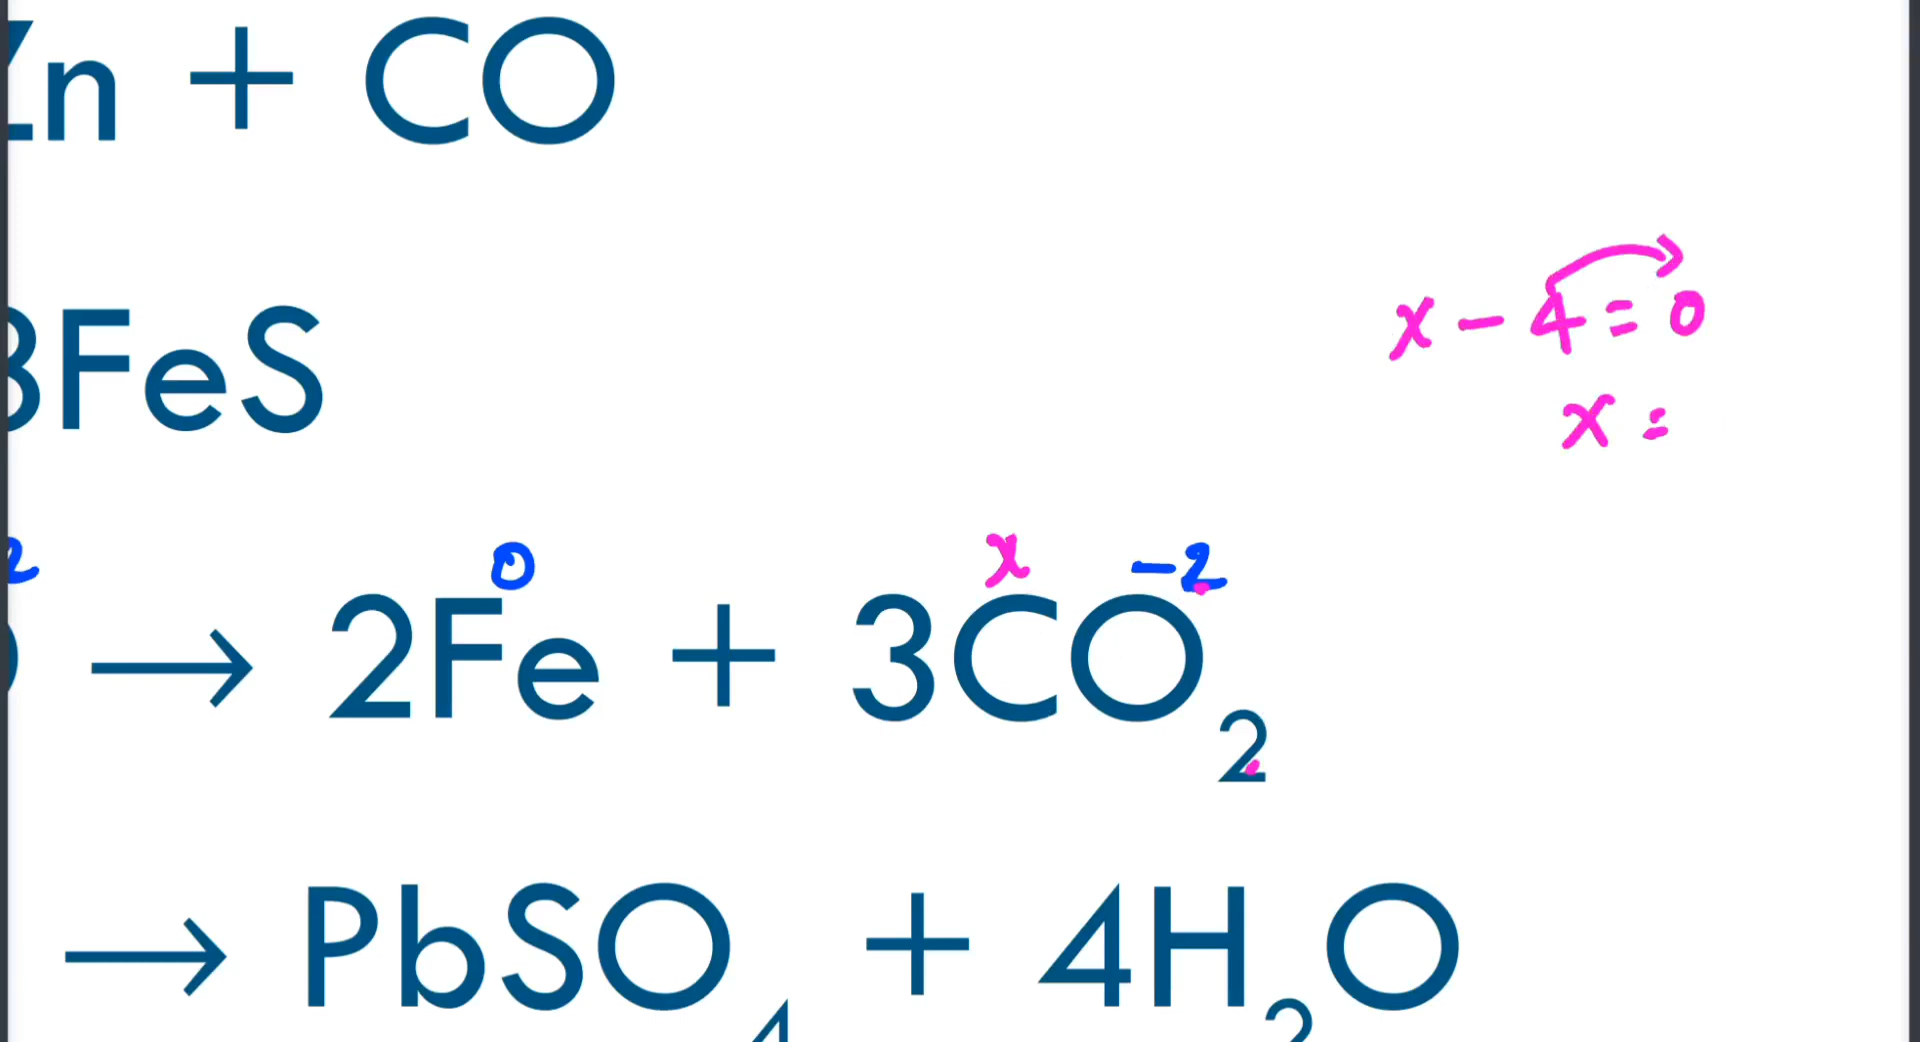 Zn + CO
x - 4 = 0
3FeS
x =
2 0 x -2
→ 2Fe + 3CO₂
→ PbSO₄ + 4H₂O